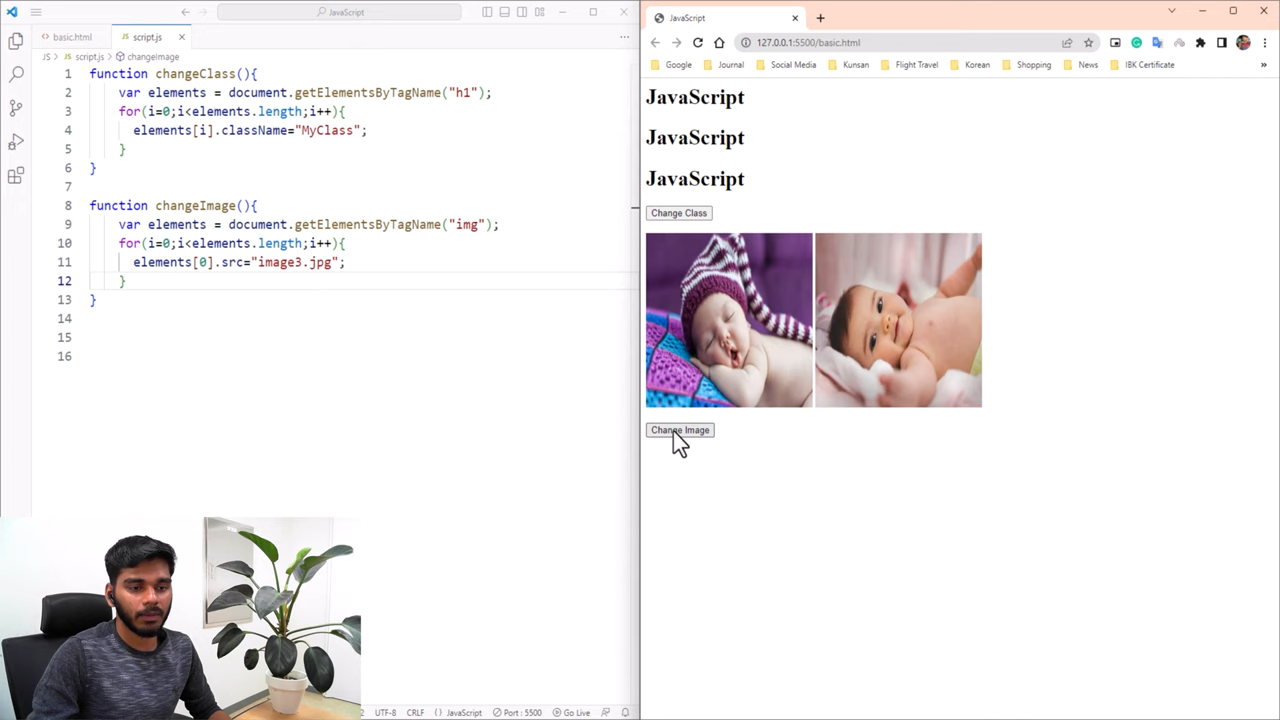 JavaScript
basic.html
script.js
JS > script.js > changeImage
1 function changeClass(){
2 var elements = document.getElementsByTagName("h1");
3 for(i=0;i<elements.length;i++){
4 elements[i].className="MyClass";
5 }
6 }
7
8 function changeImage(){
9 var elements = document.getElementsByTagName("img");
10 for(i=0;i<elements.length;i++){
11 elements[0].src="image3.jpg";
12 }
13 }
14
15
16
2 UTF-8 CRLF {} JavaScript Port : 5500 Go Live
JavaScript
127.0.0.1:5500/basic.html
Google Journal Social Media Kunsan Flight Travel Korean Shopping News IBK Certificate »
JavaScript
JavaScript
JavaScript
Change Class
Change Image